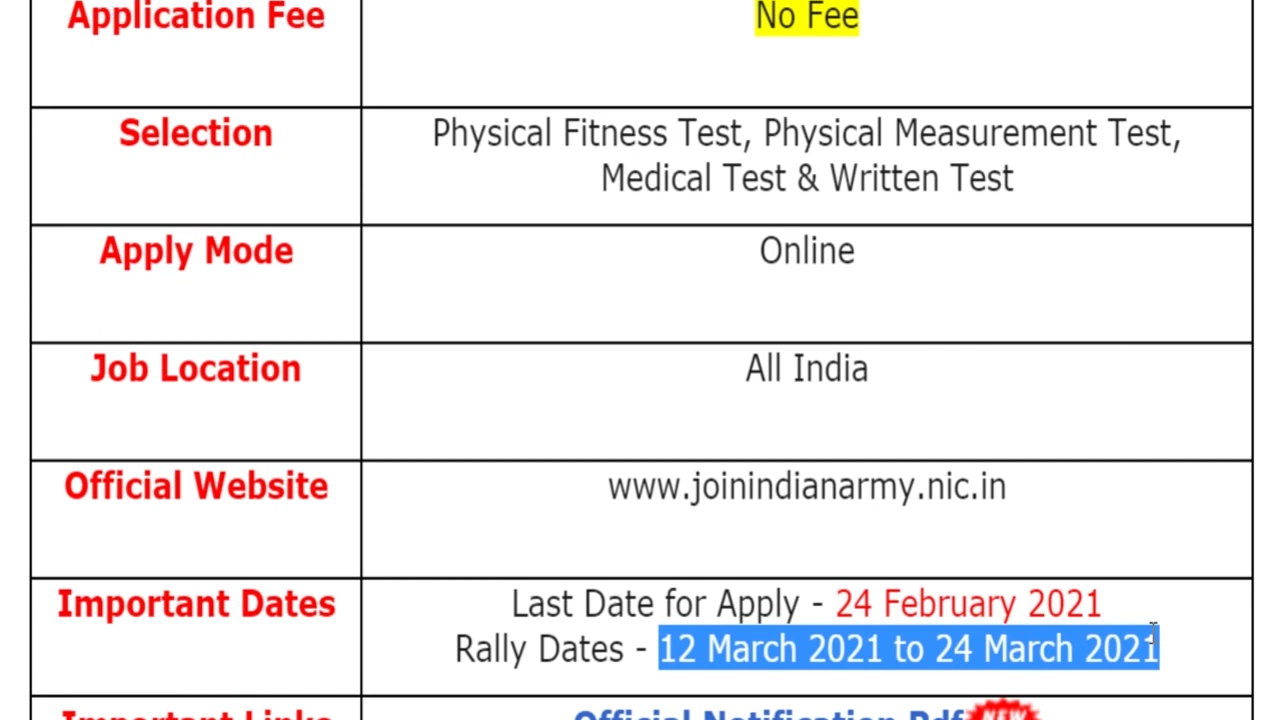 Application Fee
No Fee
Selection
Physical Fitness Test, Physical Measurement Test,
Medical Test & Written Test
Apply Mode
Online
Job Location
All India
Official Website
www.joinindianarmy.nic.in
Important Dates
Last Date for Apply - 24 February 2021
Rally Dates - 12 March 2021 to 24 March 2021
Important Links
Official Notification Pdf NEW